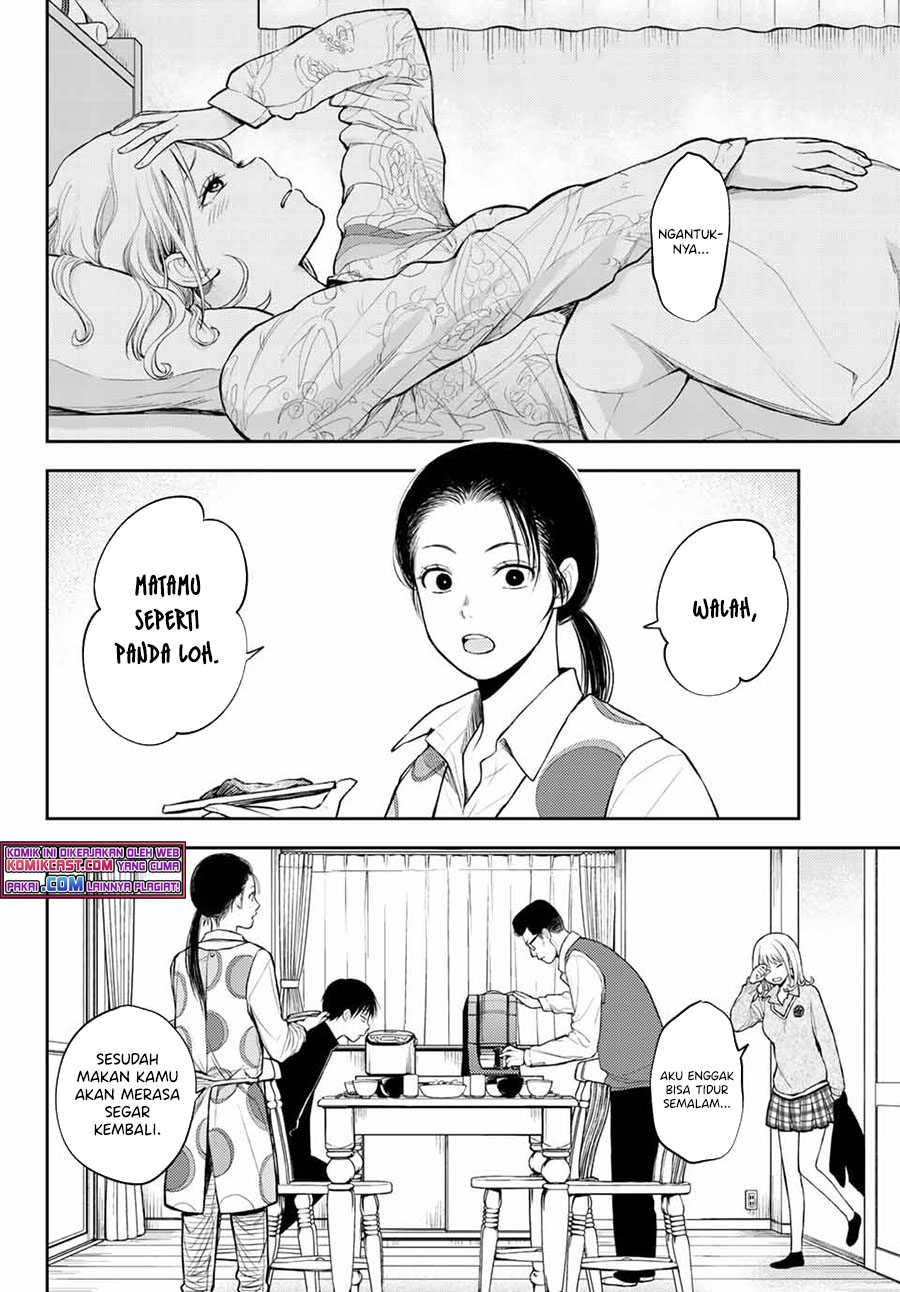 NGANTUK-
NYA...
WALAH,
MATAMU
SEPERTI
PANDA LOH.
KOMIK INI DIKERJAKAN OLEH WEB
KOMIKCAST.COM YANG CUMA
PAKAI .COM LAINNYA PLAGIAT!
AKU ENGGAK
BISA TIDUR
SEMALAM...
SESUDAH
MAKAN KAMU
AKAN MERASA
SEGAR
KEMBALI.